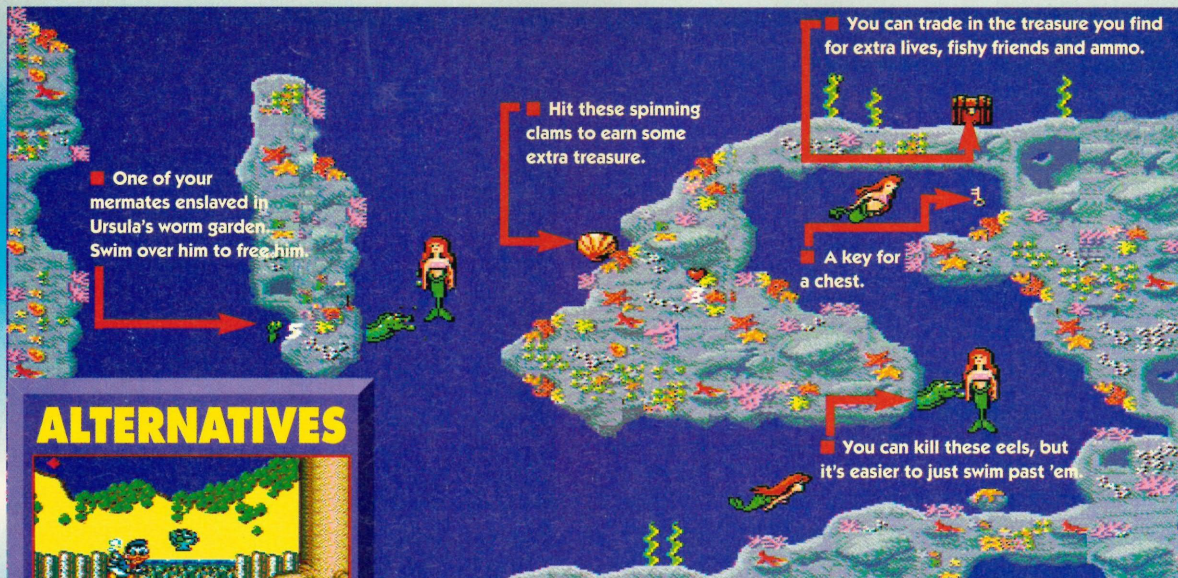 ■ You can trade in the treasure you find
for extra lives, fishy friends and ammo.
■ Hit these spinning
clams to earn some
extra treasure.
■ One of your
mermates enslaved in
Ursula's worm garden.
Swim over him to free him.
■ A key for
a chest.
■ You can kill these eels, but
it's easier to just swim past 'em.
ALTERNATIVES